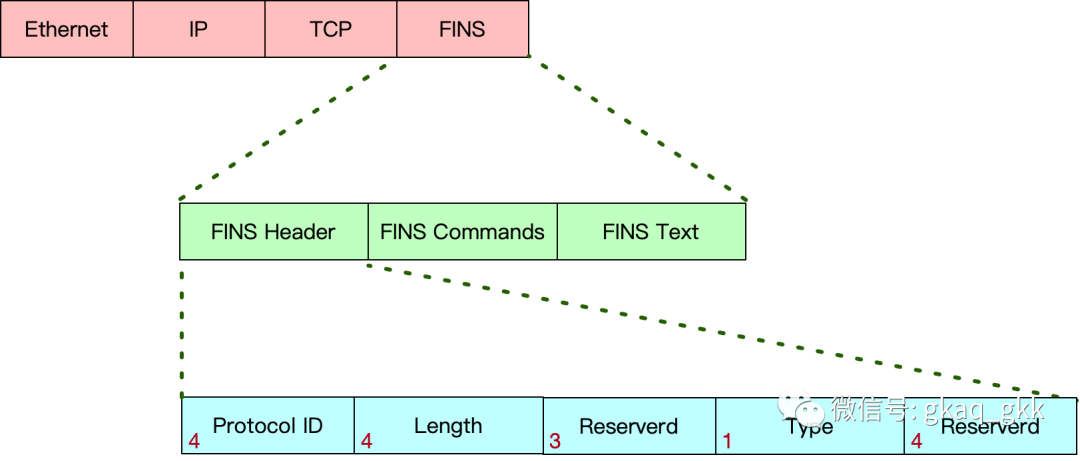 Ethernet IP TCP FINS
FINS Header FINS Commands FINS Text
微信号: gkaq_gkk
Protocol ID Length Reserverd Type Reserverd
4 4 3 1 4